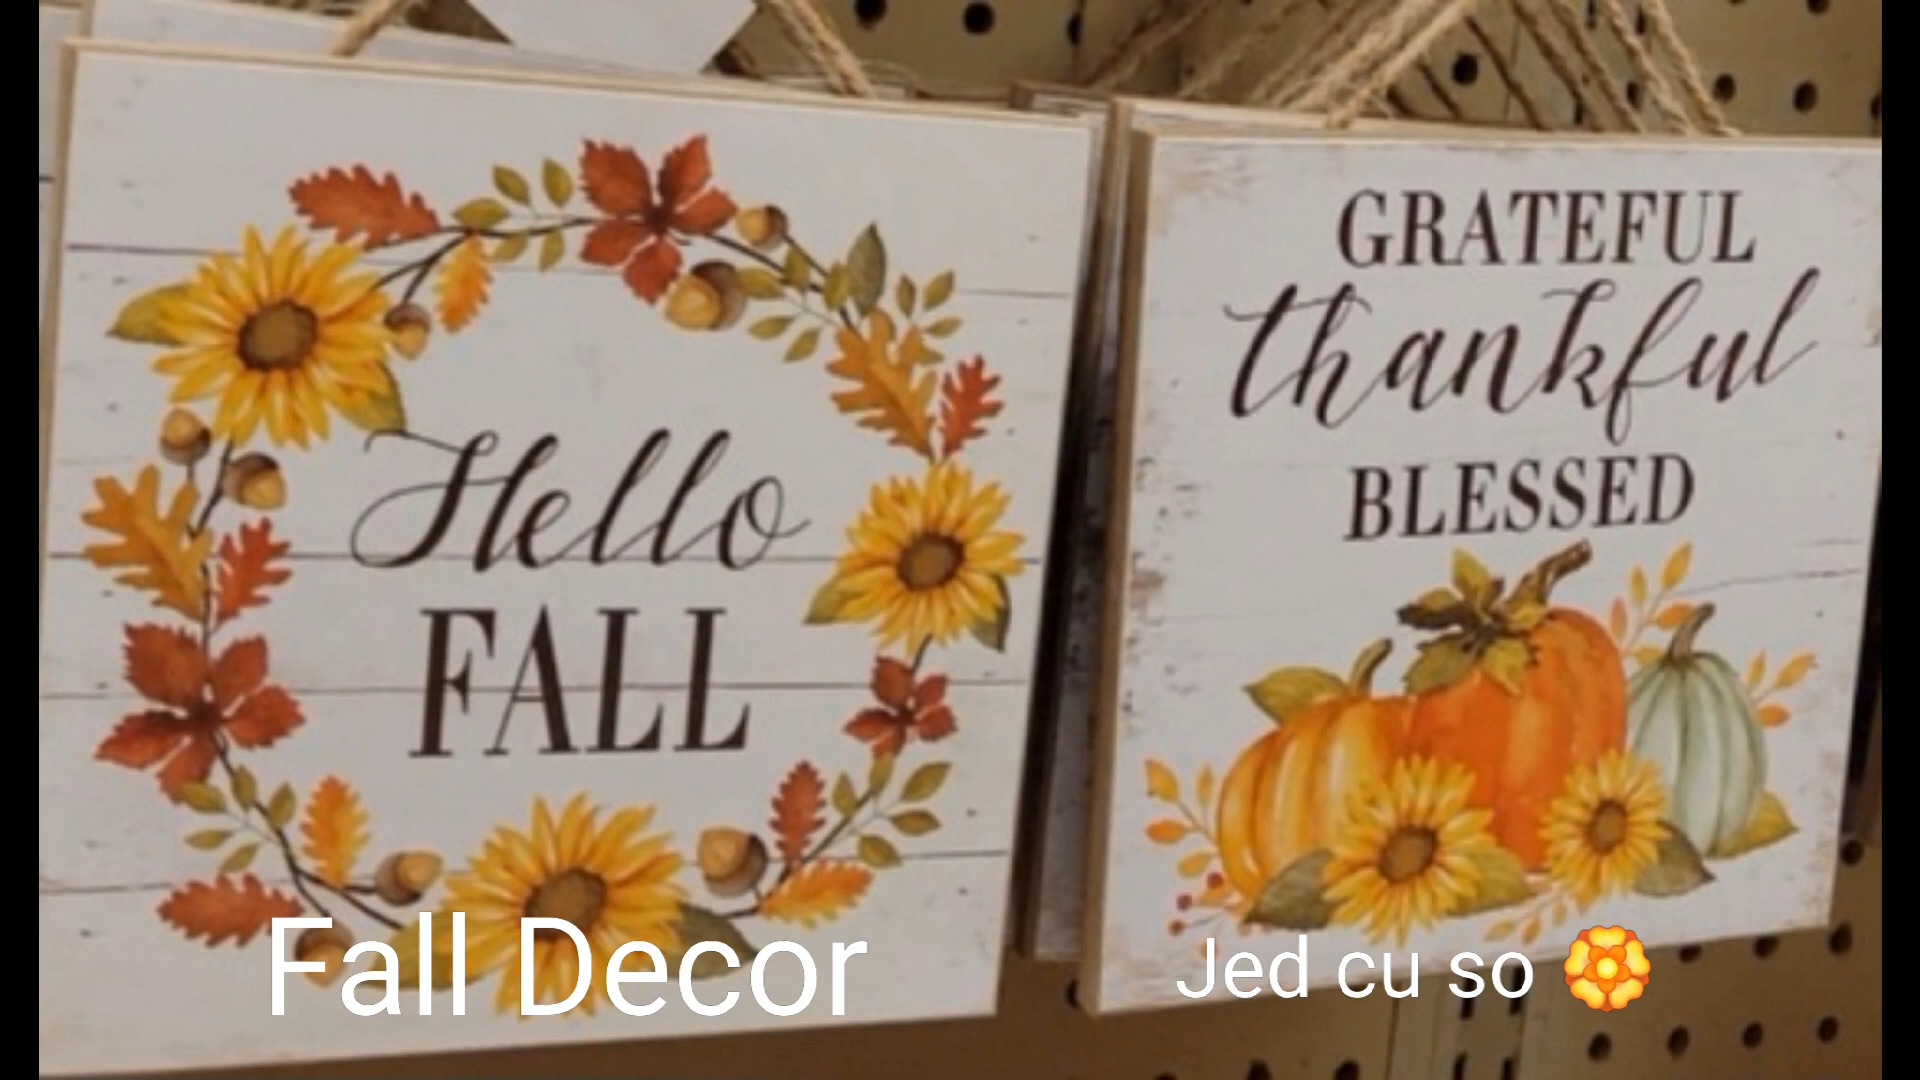 Hello
FALL
GRATEFUL
thankful
BLESSED
Fall Decor
Jed cu so 🏵️